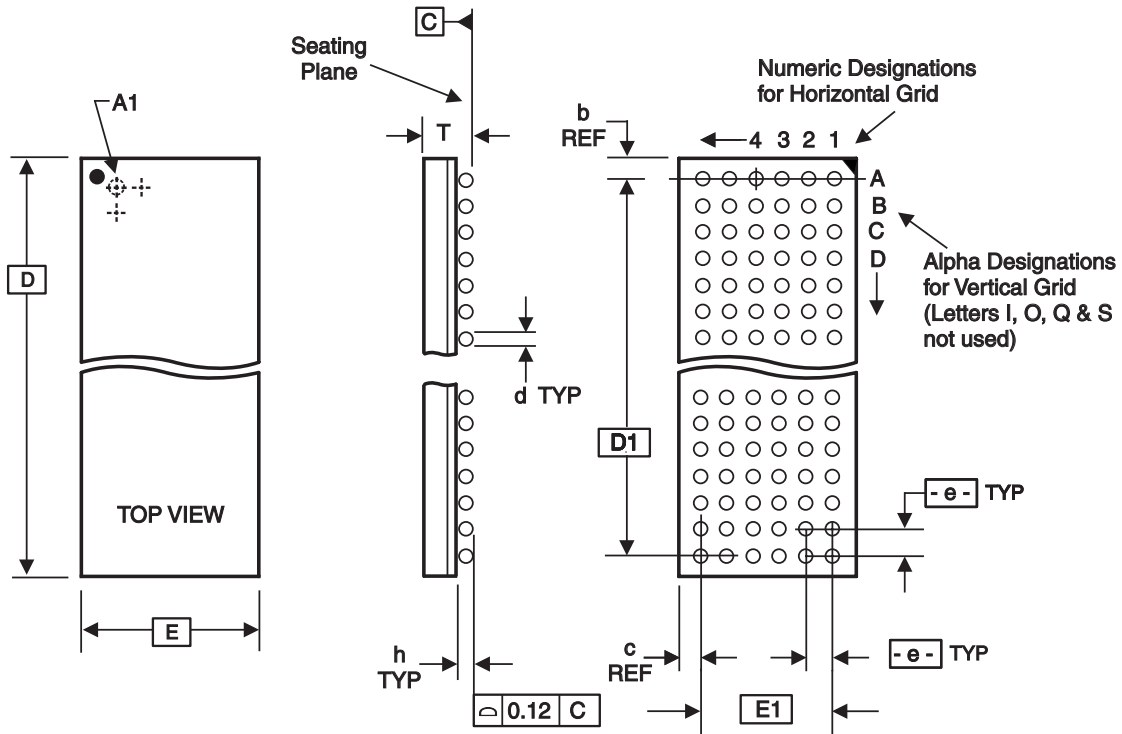 C
Seating
Plane
Numeric Designations
for Horizontal Grid
A1
b
REF
T
4 3 2 1
A
B
C
D
D
Alpha Designations
for Vertical Grid
(Letters I, O, Q & S
not used)
d TYP
D1
- e - TYP
TOP VIEW
E
h
TYP
c
REF
- e - TYP
0.12 C
E1